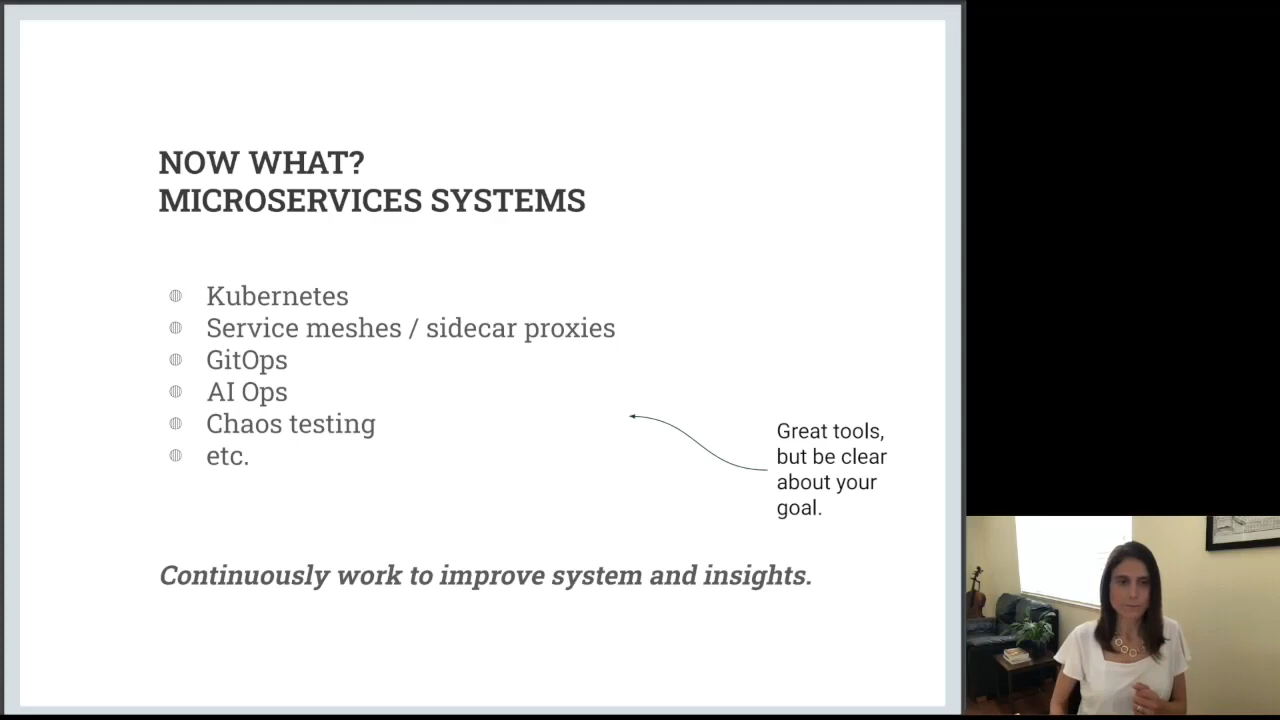 NOW WHAT?
MICROSERVICES SYSTEMS
Kubernetes
Service meshes / sidecar proxies
GitOps
AI Ops
Chaos testing
etc.
Great tools,
but be clear
about your
goal.
Continuously work to improve system and insights.